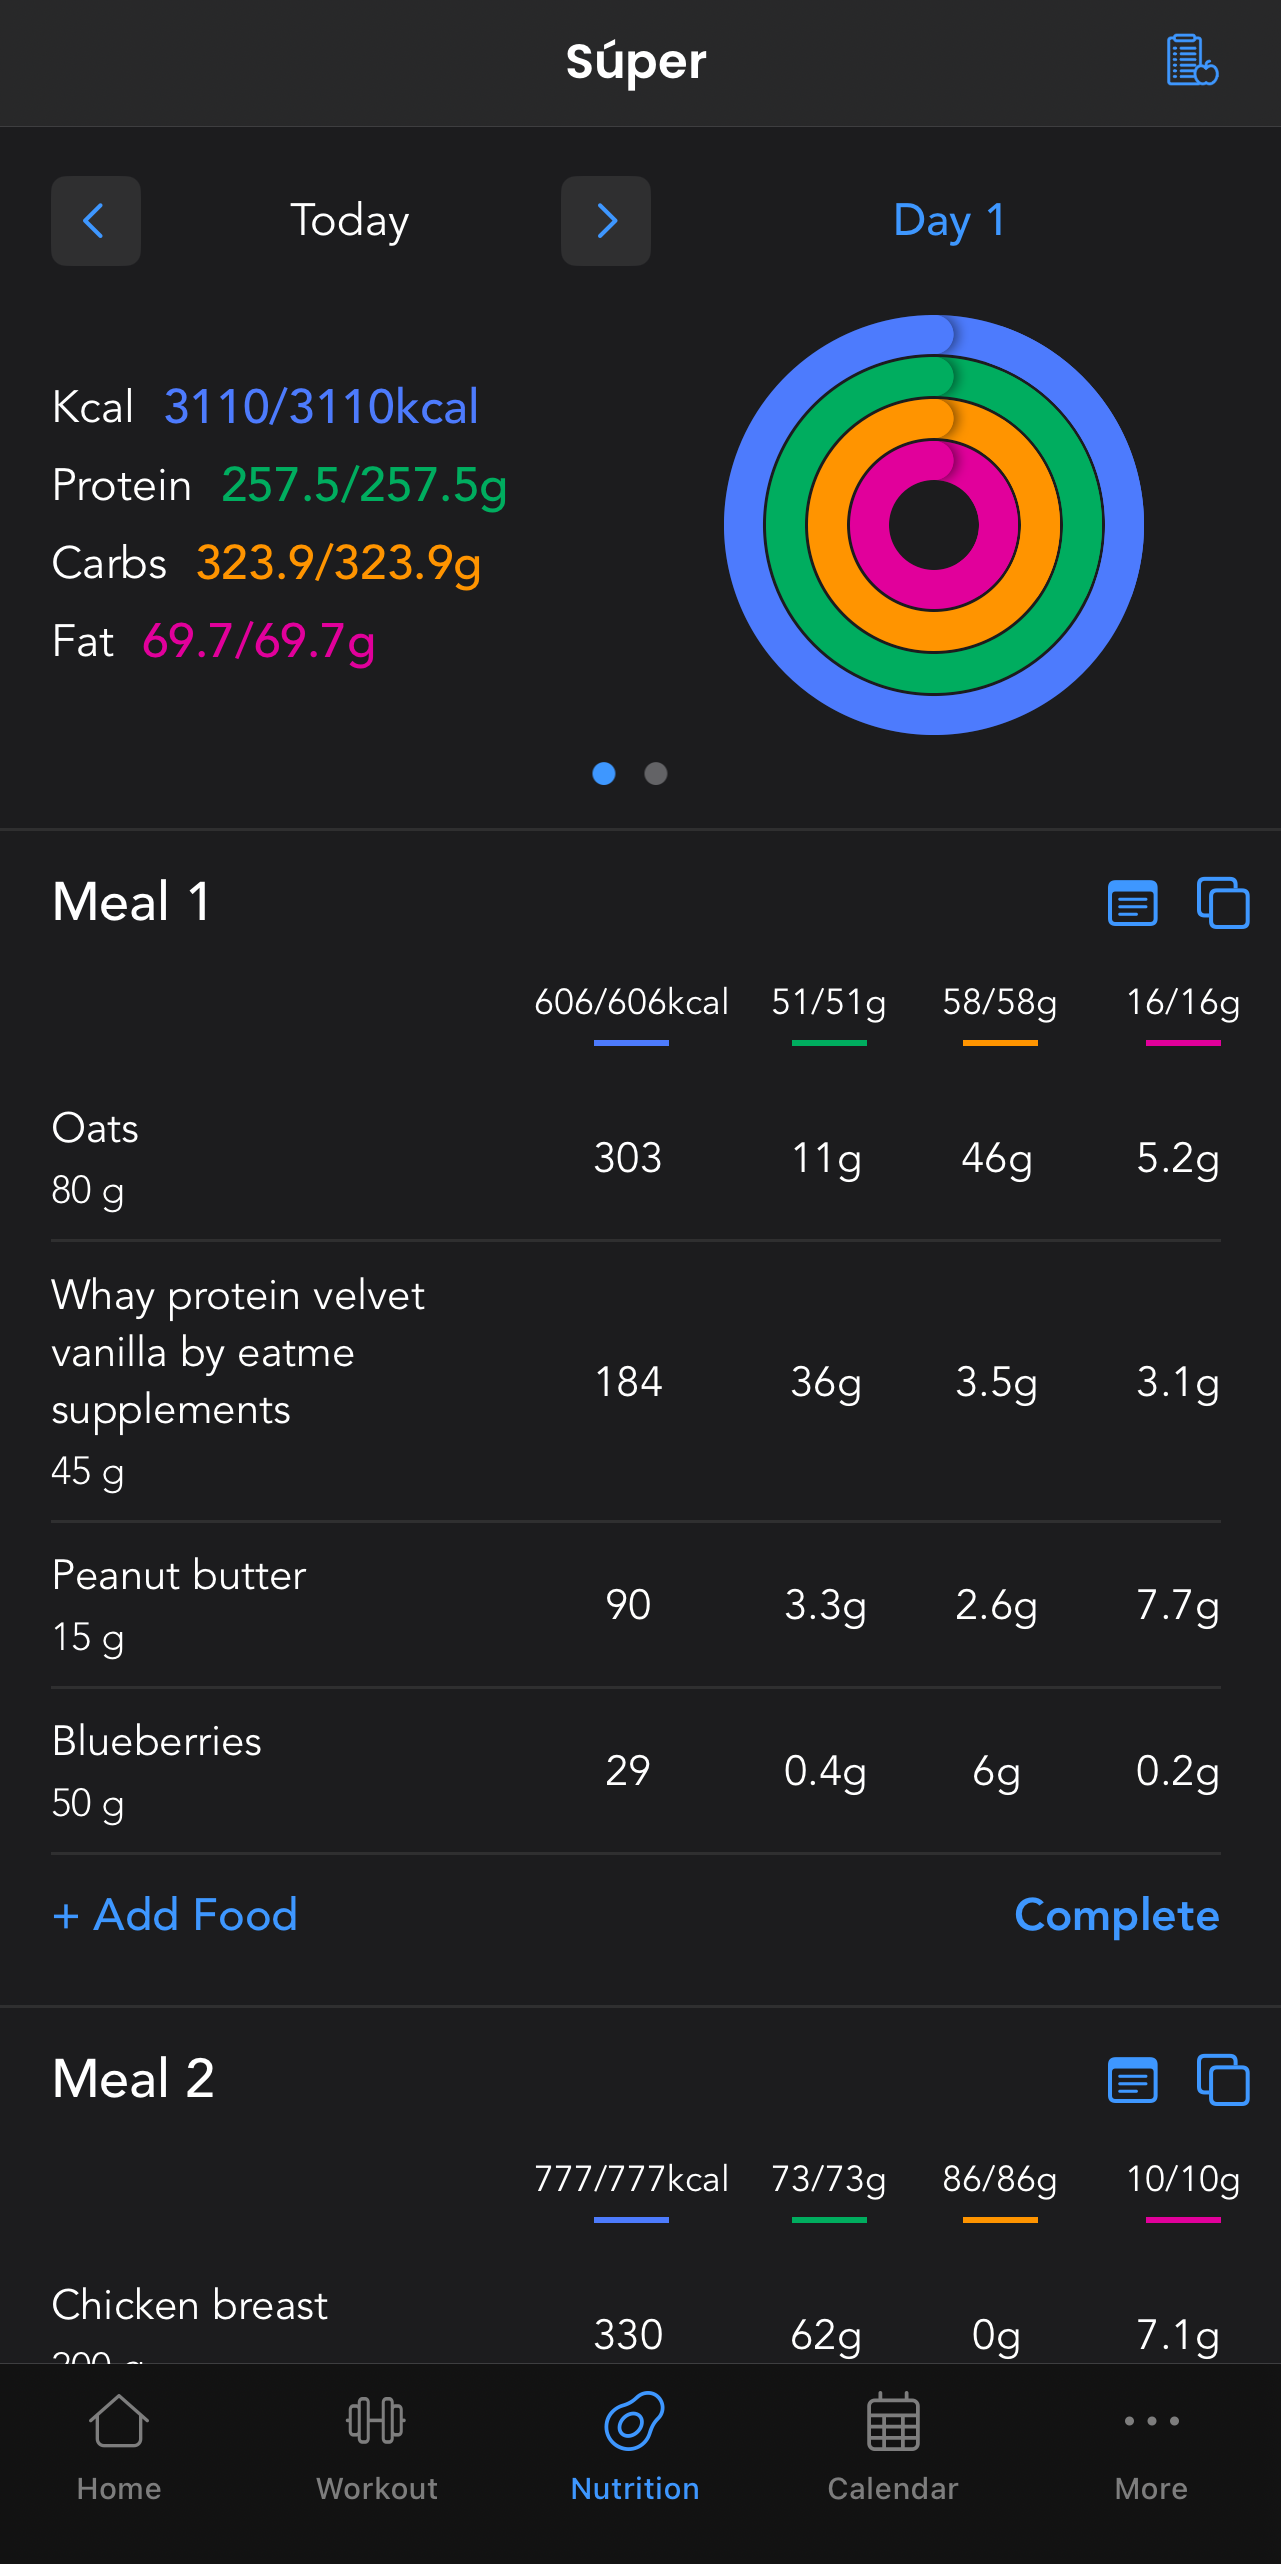 Súper
Today
Day 1
Kcal 3110/3110kcal
Protein 257.5/257.5g
Carbs 323.9/323.9g
Fat 69.7/69.7g
Meal 1
606/606kcal 51/51g 58/58g 16/16g
Oats
80 g
303 11g 46g 5.2g
Whay protein velvet
vanilla by eatme
supplements
45 g
184 36g 3.5g 3.1g
Peanut butter
15 g
90 3.3g 2.6g 7.7g
Blueberries
50 g
29 0.4g 6g 0.2g
+ Add Food
Complete
Meal 2
777/777kcal 73/73g 86/86g 10/10g
Chicken breast
200 g
330 62g 0g 7.1g
Home Workout Nutrition Calendar More